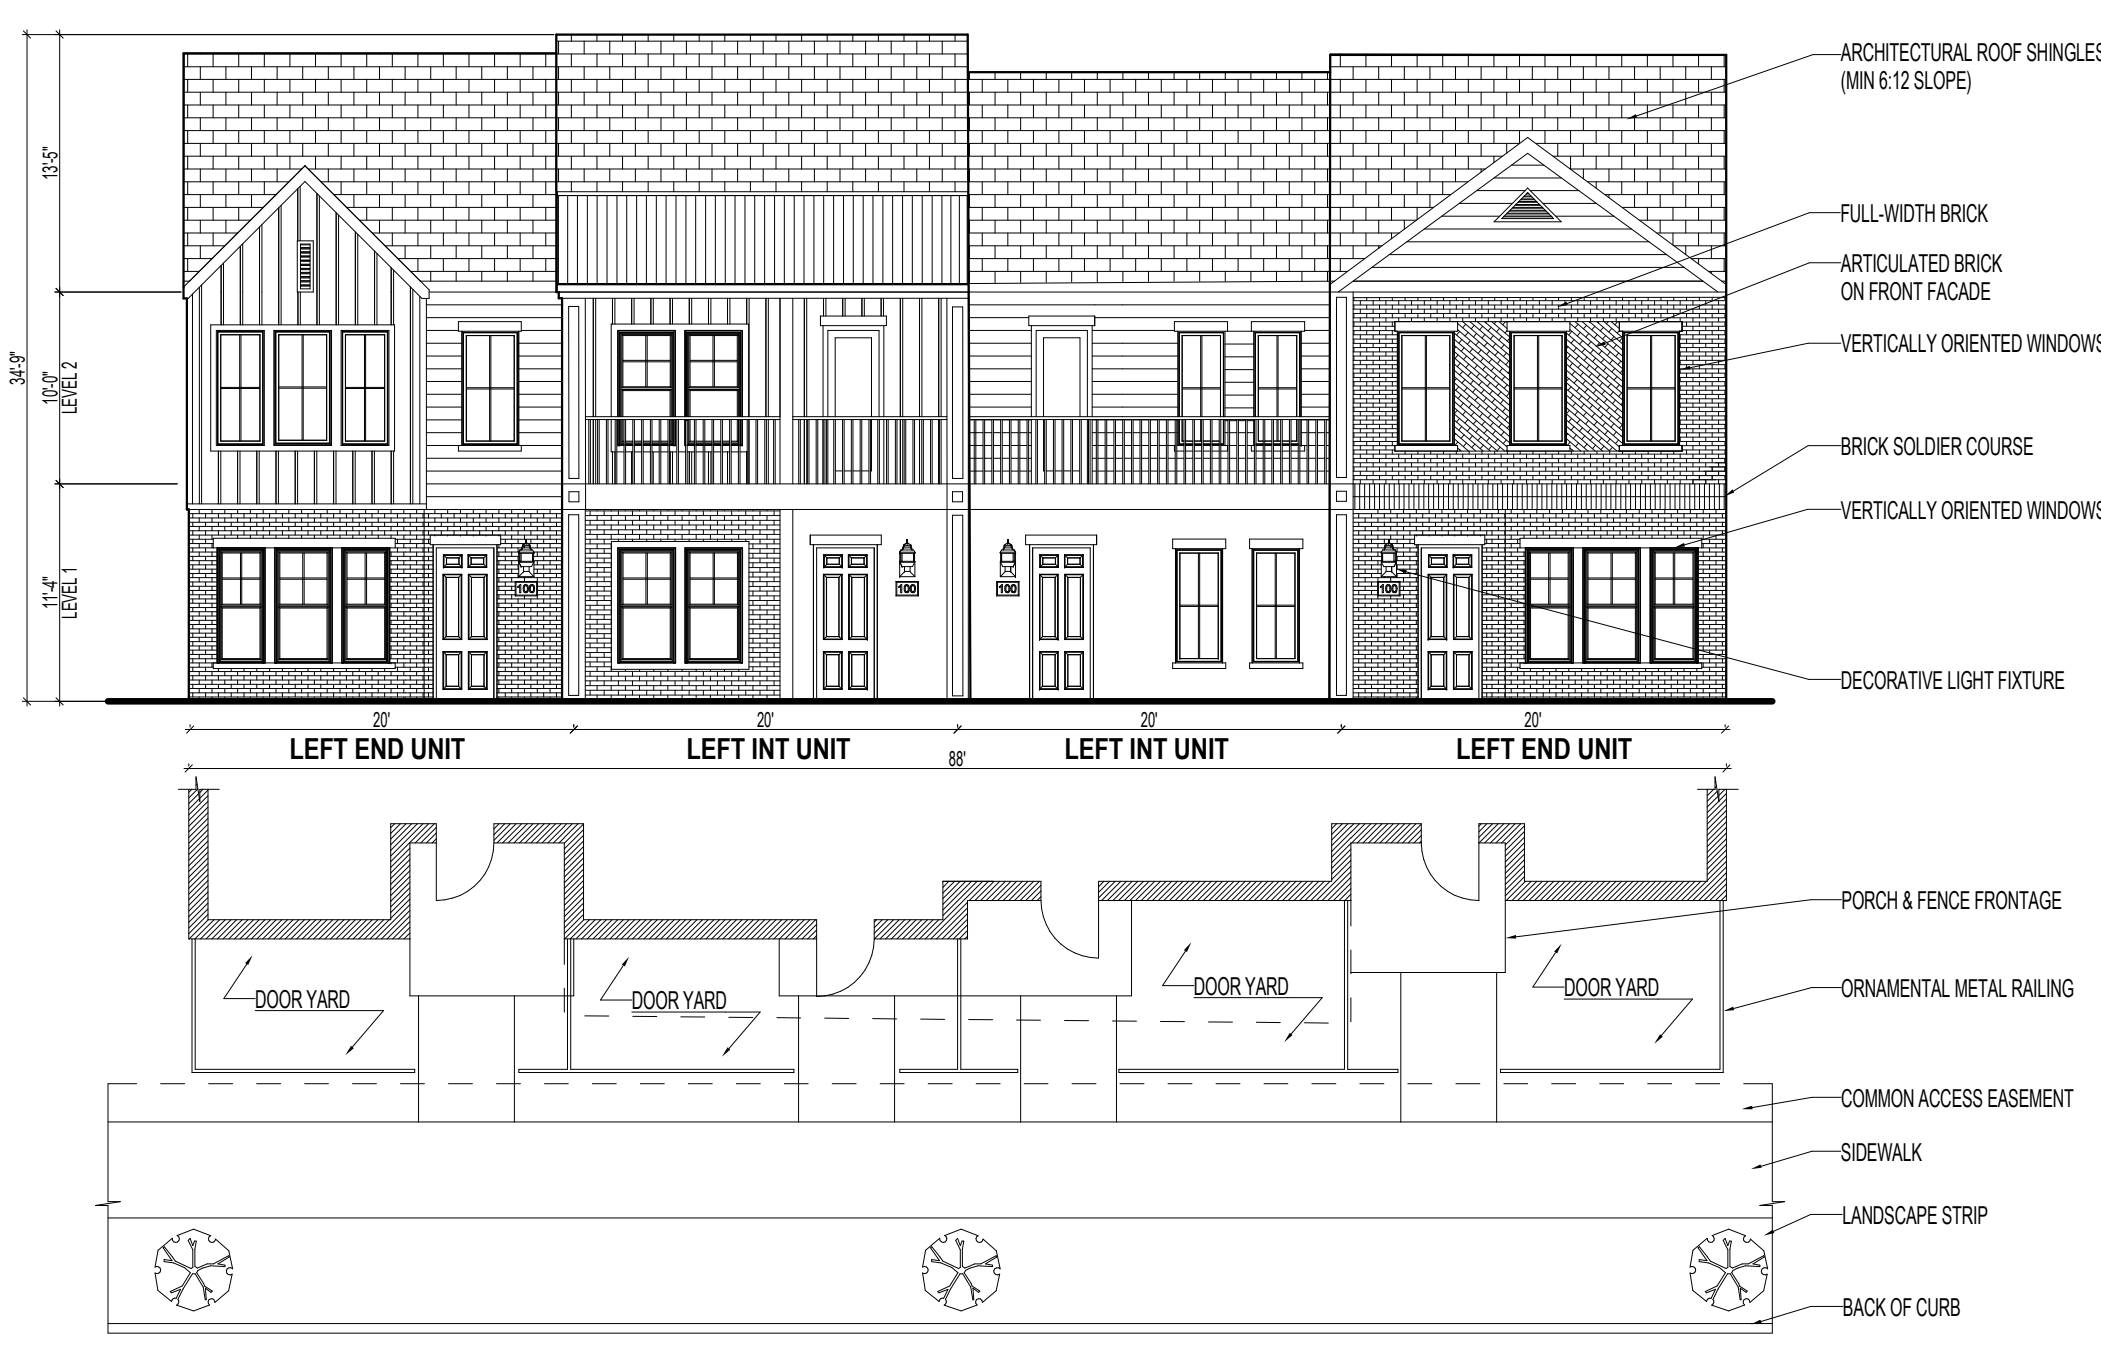 ARCHITECTURAL ROOF SHINGLES
(MIN 6:12 SLOPE)
FULL-WIDTH BRICK
ARTICULATED BRICK
ON FRONT FACADE
VERTICALLY ORIENTED WINDOWS
BRICK SOLDIER COURSE
VERTICALLY ORIENTED WINDOWS
DECORATIVE LIGHT FIXTURE
34'-9"
13'-5"
10'-0"
LEVEL 2
11'-4"
LEVEL 1
100
100
100
100
20'
20'
20'
20'
LEFT END UNIT
LEFT INT UNIT
LEFT INT UNIT
LEFT END UNIT
88'
DOOR YARD
DOOR YARD
DOOR YARD
DOOR YARD
PORCH & FENCE FRONTAGE
ORNAMENTAL METAL RAILING
COMMON ACCESS EASEMENT
SIDEWALK
LANDSCAPE STRIP
BACK OF CURB